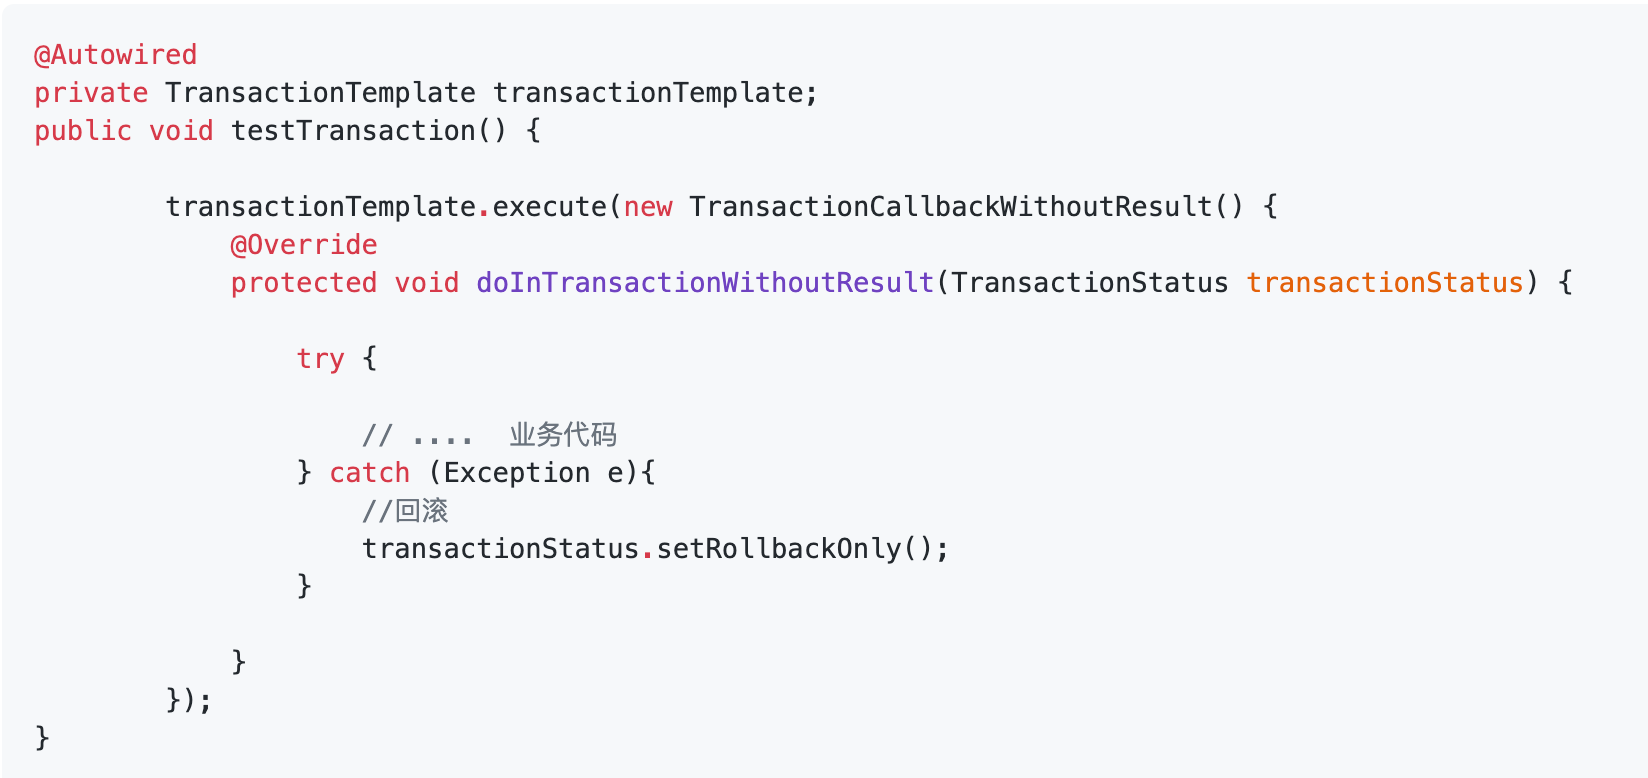 @Autowired
private TransactionTemplate transactionTemplate;
public void testTransaction() {
transactionTemplate.execute(new TransactionCallbackWithoutResult() {
@Override
protected void doInTransactionWithoutResult(TransactionStatus transactionStatus) {
try {
// ....  业务代码
} catch (Exception e){
//回滚
transactionStatus.setRollbackOnly();
}
}
});
}